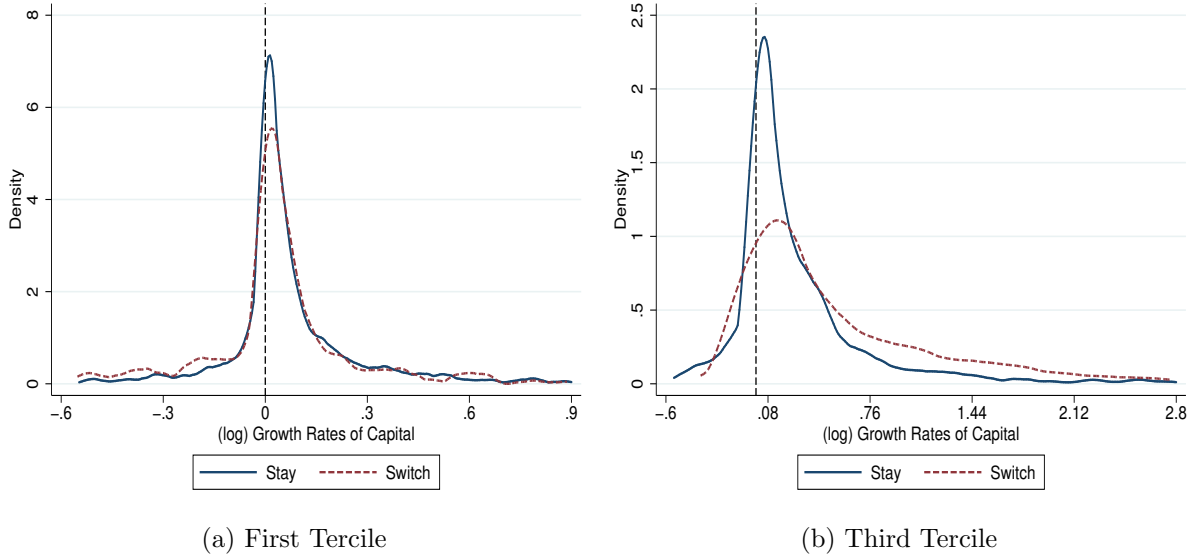 8
6
4
2
0
Density
-.6 -.3 0 .3 .6 .9
(log) Growth Rates of Capital
Stay Switch
(a) First Tercile
2.5
2
1.5
1
.5
0
Density
-.6 .08 .76 1.44 2.12 2.8
(log) Growth Rates of Capital
Stay Switch
(b) Third Tercile